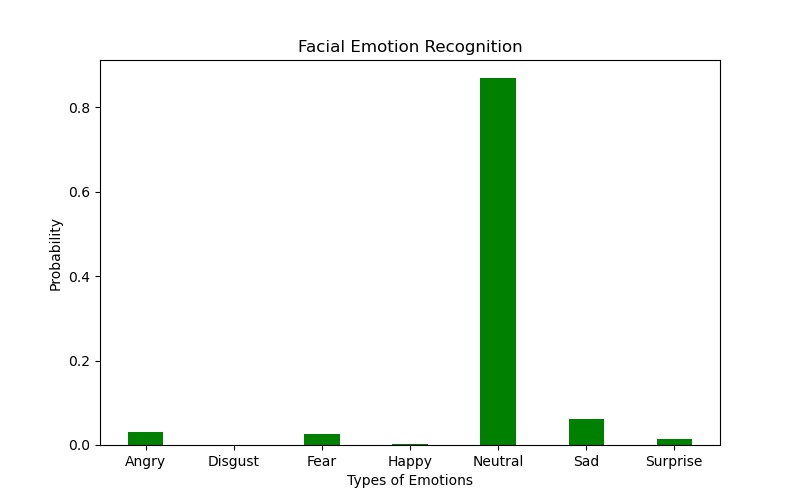 Facial Emotion Recognition
Probability
0.8
0.6
0.4
0.2
0.0
Angry Disgust Fear Happy Neutral Sad Surprise
Types of Emotions